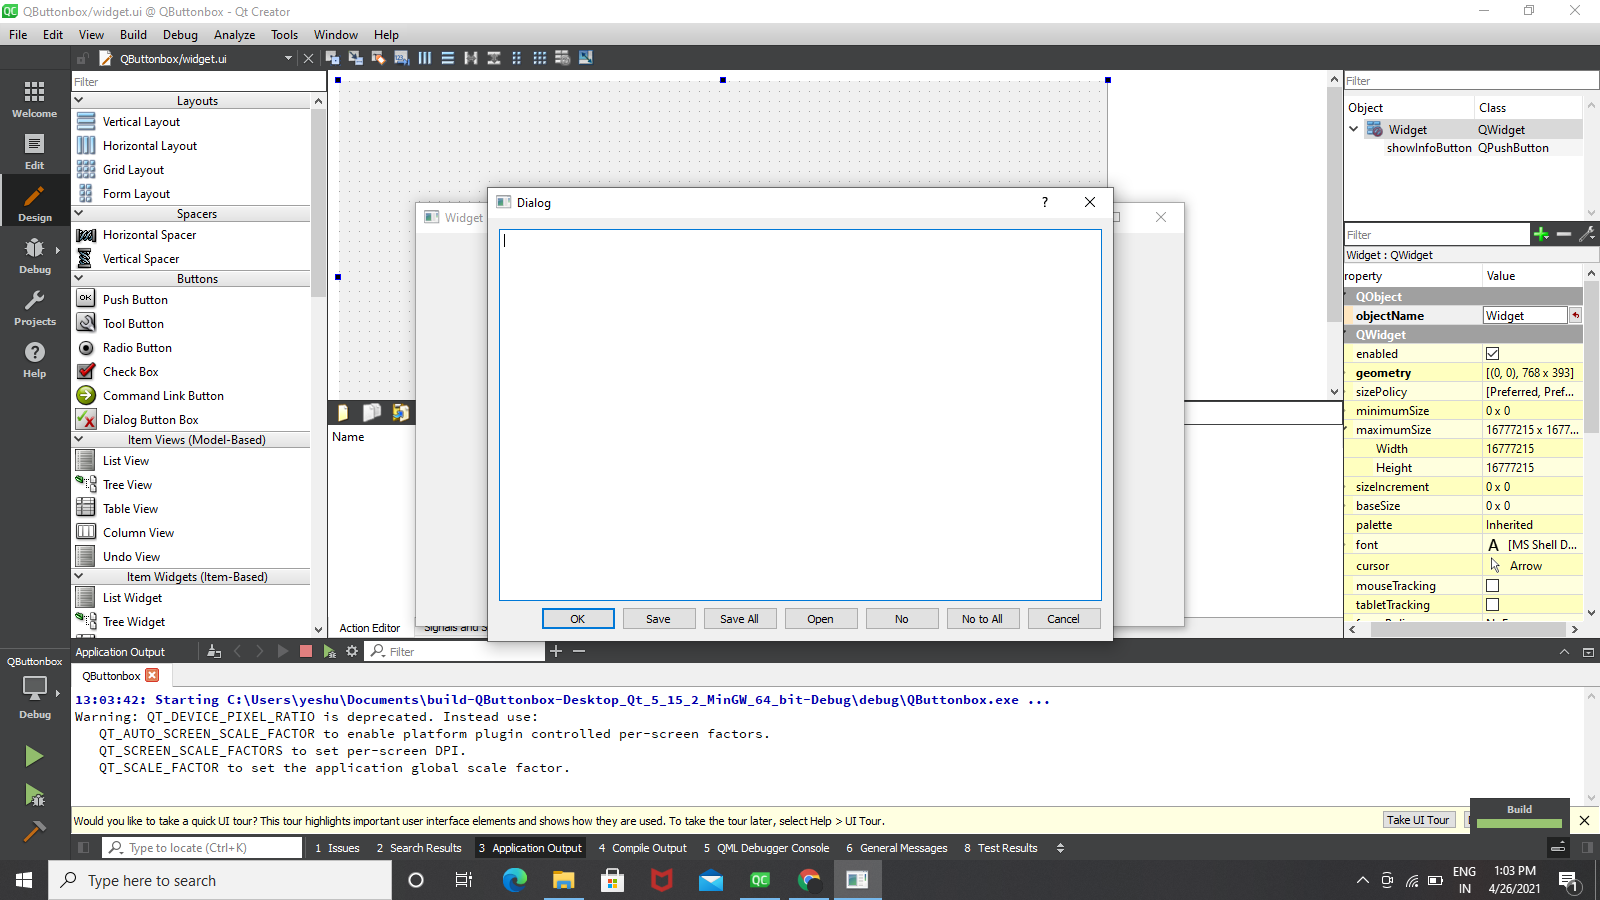 QButtonbox/widget.ui @ QButtonbox - Qt Creator
File Edit View Build Debug Analyze Tools Window Help
QButtonbox/widget.ui
Welcome
Edit
Design
Debug
Projects
Help
Filter
Layouts
Vertical Layout
Horizontal Layout
Grid Layout
Form Layout
Spacers
Horizontal Spacer
Vertical Spacer
Buttons
Push Button
OK
Tool Button
Radio Button
Check Box
Command Link Button
Dialog Button Box
Item Views (Model-Based)
List View
Tree View
Table View
Column View
Undo View
Item Widgets (Item-Based)
List Widget
Tree Widget
Widget
Dialog
?
OK Save Save All Open No No to All Cancel
Name
Action Editor
Filter
Object Class
Widget QWidget
showInfoButton QPushButton
Filter
Widget : QWidget
roperty Value
QObject
objectName Widget
QWidget
enabled
geometry [(0, 0), 768 x 393]
sizePolicy [Preferred, Pref...
minimumSize 0 x 0
maximumSize 16777215 x 1677...
Width 16777215
Height 16777215
sizeIncrement 0 x 0
baseSize 0 x 0
palette Inherited
font A [MS Shell D...
cursor Arrow
mouseTracking
tabletTracking
QButtonbox
Debug
Application Output Filter
QButtonbox
13:03:42: Starting C:\Users\yeshu\Documents\build-QButtonbox-Desktop_Qt_5_15_2_MinGW_64_bit-Debug\debug\QButtonbox.exe ...
Warning: QT_DEVICE_PIXEL_RATIO is deprecated. Instead use:
QT_AUTO_SCREEN_SCALE_FACTOR to enable platform plugin controlled per-screen factors.
QT_SCREEN_SCALE_FACTORS to set per-screen DPI.
QT_SCALE_FACTOR to set the application global scale factor.
Would you like to take a quick UI tour? This tour highlights important user interface elements and shows how they are used. To take the tour later, select Help > UI Tour.
Take UI Tour
Build
Type to locate (Ctrl+K) 1 Issues 2 Search Results 3 Application Output 4 Compile Output 5 QML Debugger Console 6 General Messages 8 Test Results
Type here to search
ENG
IN
1:03 PM
4/26/2021
1